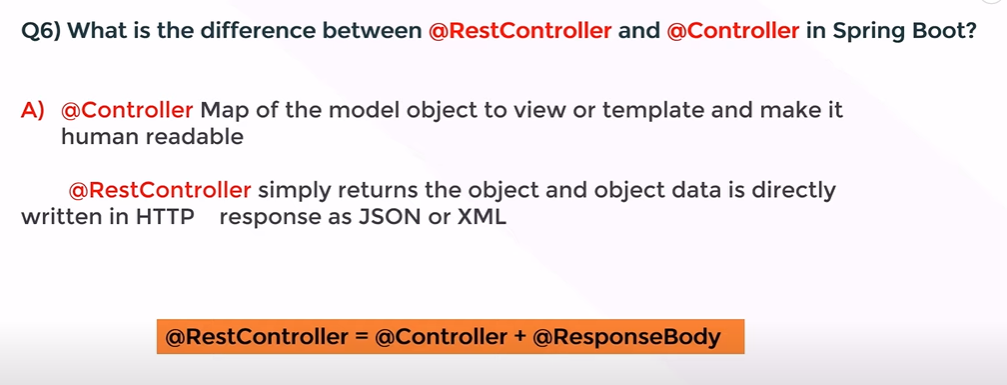 Q6) What is the difference between @RestController and @Controller in Spring Boot?
A) @Controller Map of the model object to view or template and make it
human readable
@RestController simply returns the object and object data is directly
written in HTTP response as JSON or XML
@RestController = @Controller + @ResponseBody